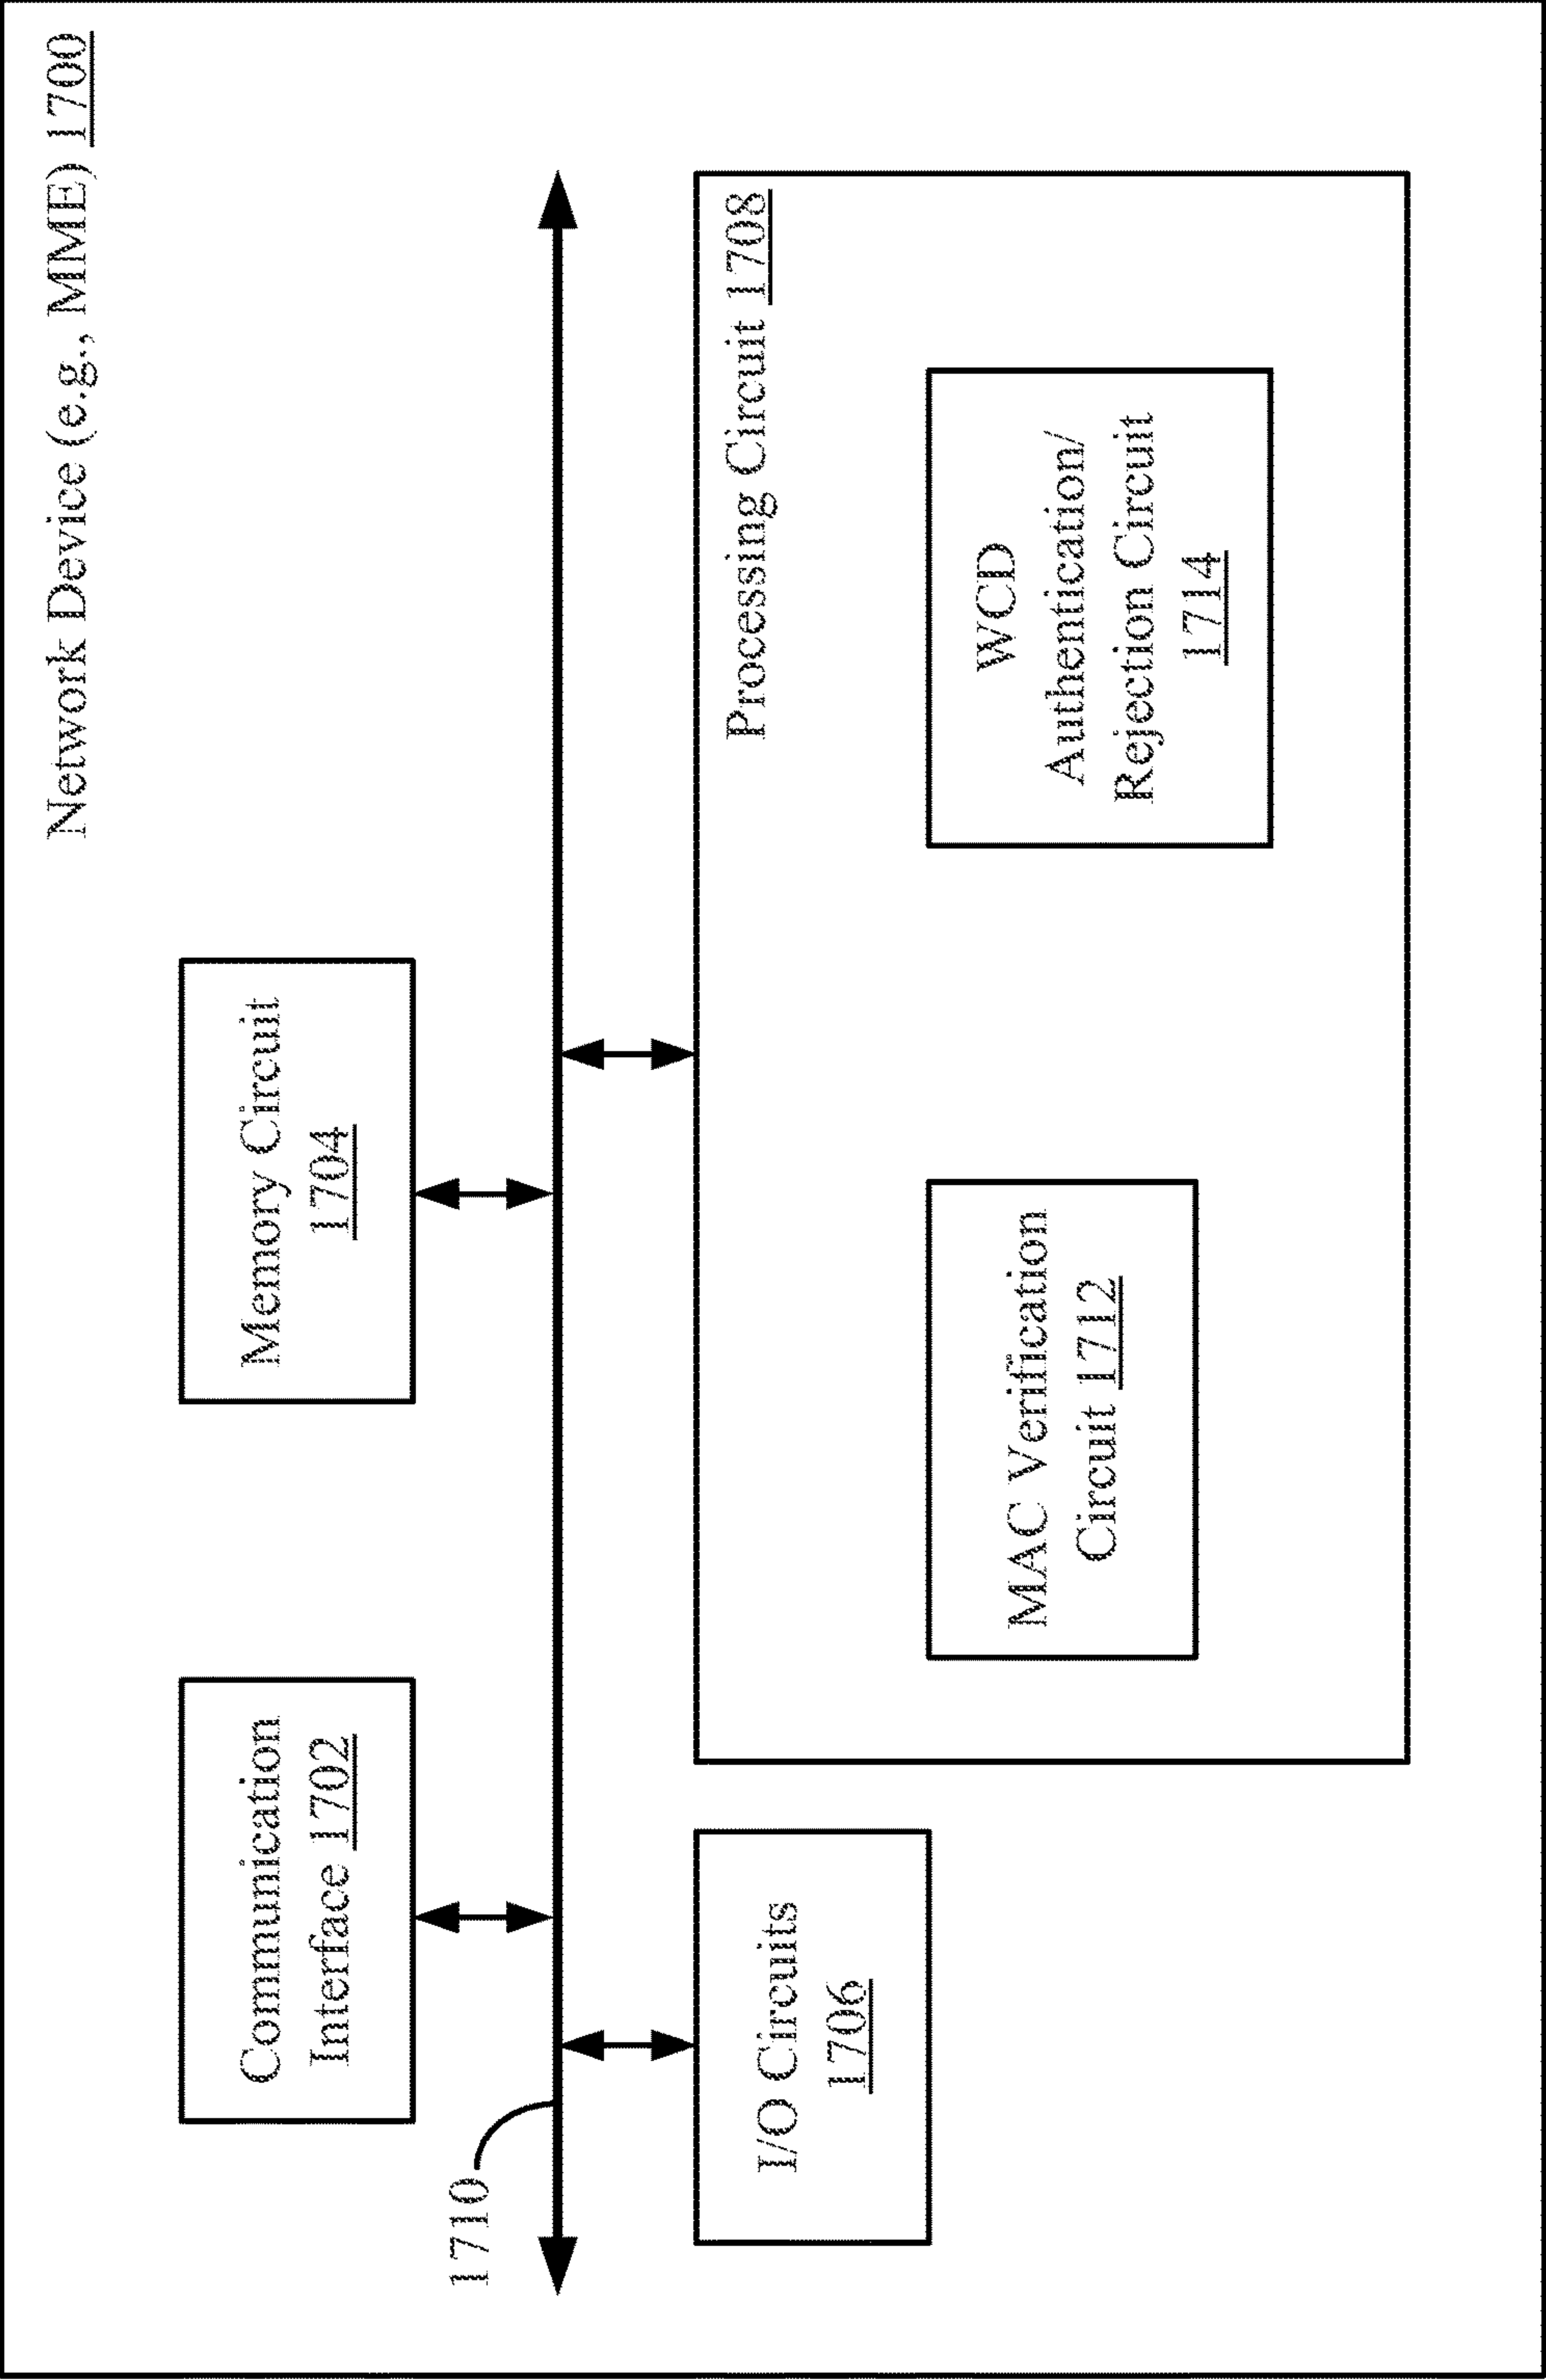 Network Device (e.g., MME) 1700
Communication
Interface 1702
Memory Circuit
1704
1710
I/O Circuits
1706
Processing Circuit 1708
MAC Verification
Circuit 1712
WCD
Authentication/
Rejection Circuit
1714